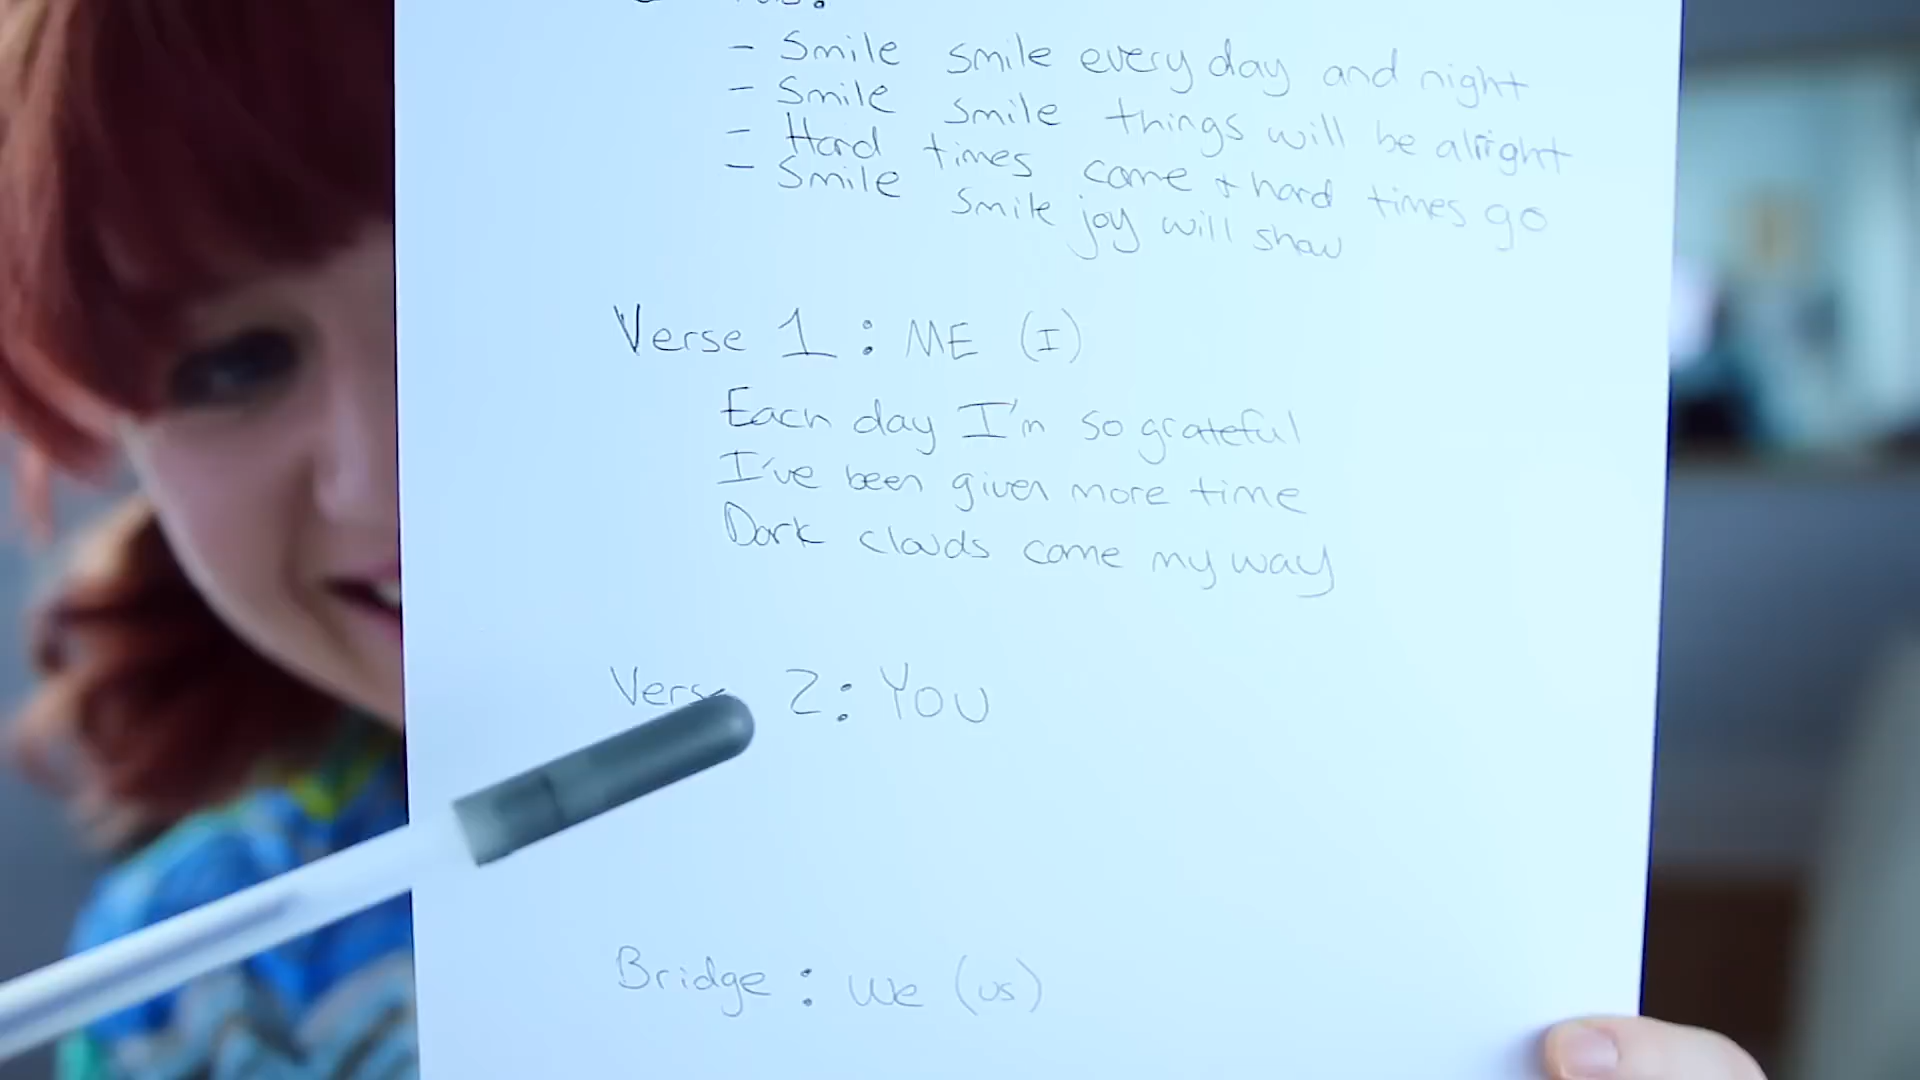 - Smile smile every day and night
- Smile smile things will be alright
- Hard times come + hard times go
- Smile smile joy will show
Verse 1 : ME (I)
Each day I'm so grateful
I've been given more time
Dark clouds come my way
Verse 2: YOU
Bridge : We (us)